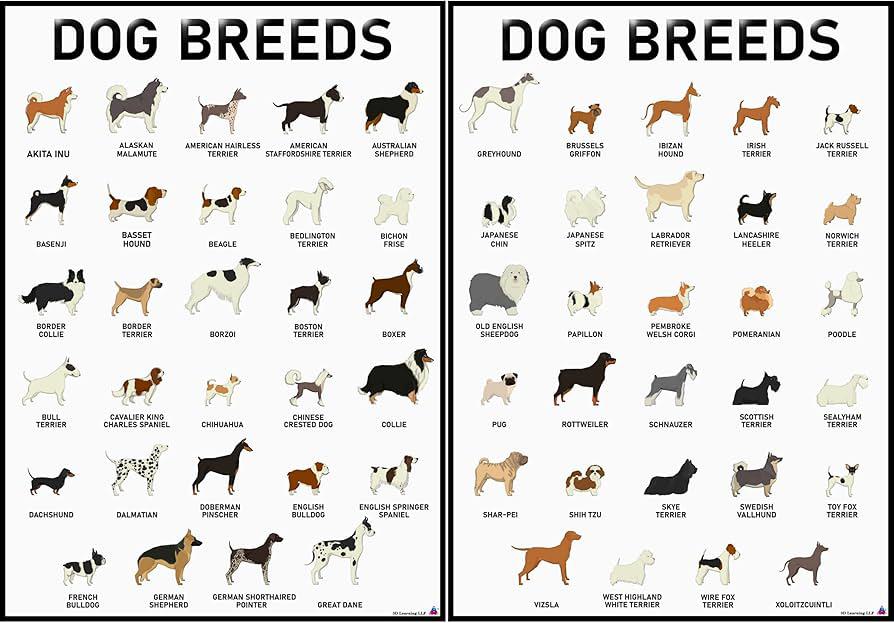 DOG BREEDS
AKITA INU
ALASKAN
MALAMUTE
AMERICAN HAIRLESS
TERRIER
AMERICAN
STAFFORDSHIRE TERRIER
AUSTRALIAN
SHEPHERD
BASENJI
BASSET
HOUND
BEAGLE
BEDLINGTON
TERRIER
BICHON
FRISE
BORDER
COLLIE
BORDER
TERRIER
BORZOI
BOSTON
TERRIER
BOXER
BULL
TERRIER
CAVALIER KING
CHARLES SPANIEL
CHIHUAHUA
CHINESE
CRESTED DOG
COLLIE
DACHSHUND
DALMATIAN
DOBERMAN
PINSCHER
ENGLISH
BULLDOG
ENGLISH SPRINGER
SPANIEL
FRENCH
BULLDOG
GERMAN
SHEPHERD
GERMAN SHORTHAIRED
POINTER
GREAT DANE
SD Learning LLP
DOG BREEDS
GREYHOUND
BRUSSELS
GRIFFON
IBIZAN
HOUND
IRISH
TERRIER
JACK RUSSELL
TERRIER
JAPANESE
CHIN
JAPANESE
SPITZ
LABRADOR
RETRIEVER
LANCASHIRE
HEELER
NORWICH
TERRIER
OLD ENGLISH
SHEEPDOG
PAPILLON
PEMBROKE
WELSH CORGI
POMERANIAN
POODLE
PUG
ROTTWEILER
SCHNAUZER
SCOTTISH
TERRIER
SEALYHAM
TERRIER
SHAR-PEI
SHIH TZU
SKYE
TERRIER
SWEDISH
VALLHUND
TOY FOX
TERRIER
VIZSLA
WEST HIGHLAND
WHITE TERRIER
WIRE FOX
TERRIER
XOLOITZCUINTLI
SD Learning LLP